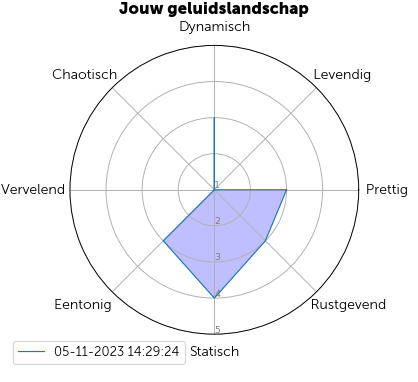 Jouw geluidslandschap
Dynamisch
Chaotisch
Levendig
Vervelend
Prettig
1
2
3
4
5
Eentonig
Rustgevend
Statisch
05-11-2023 14:29:24